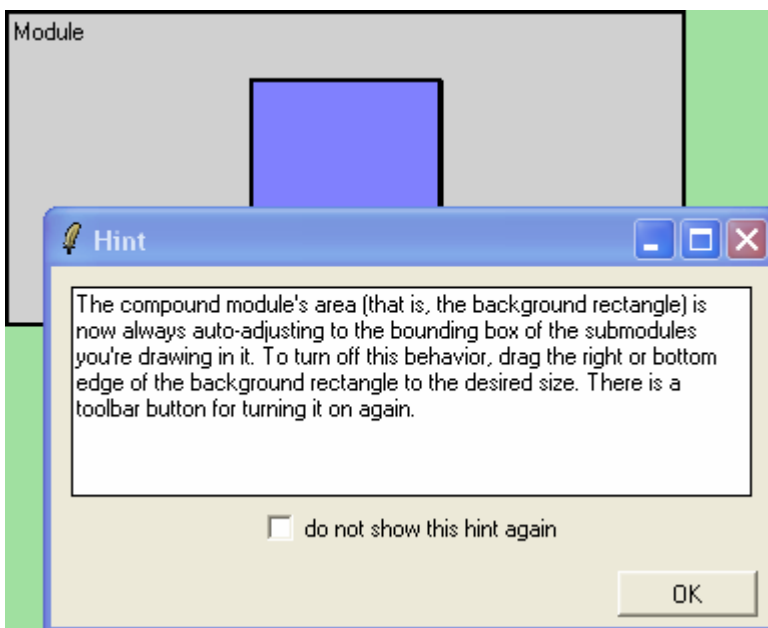 Module
Hint
The compound module's area (that is, the background rectangle) is
now always auto-adjusting to the bounding box of the submodules
you're drawing in it. To turn off this behavior, drag the right or bottom
edge of the background rectangle to the desired size. There is a
toolbar button for turning it on again.
do not show this hint again
OK